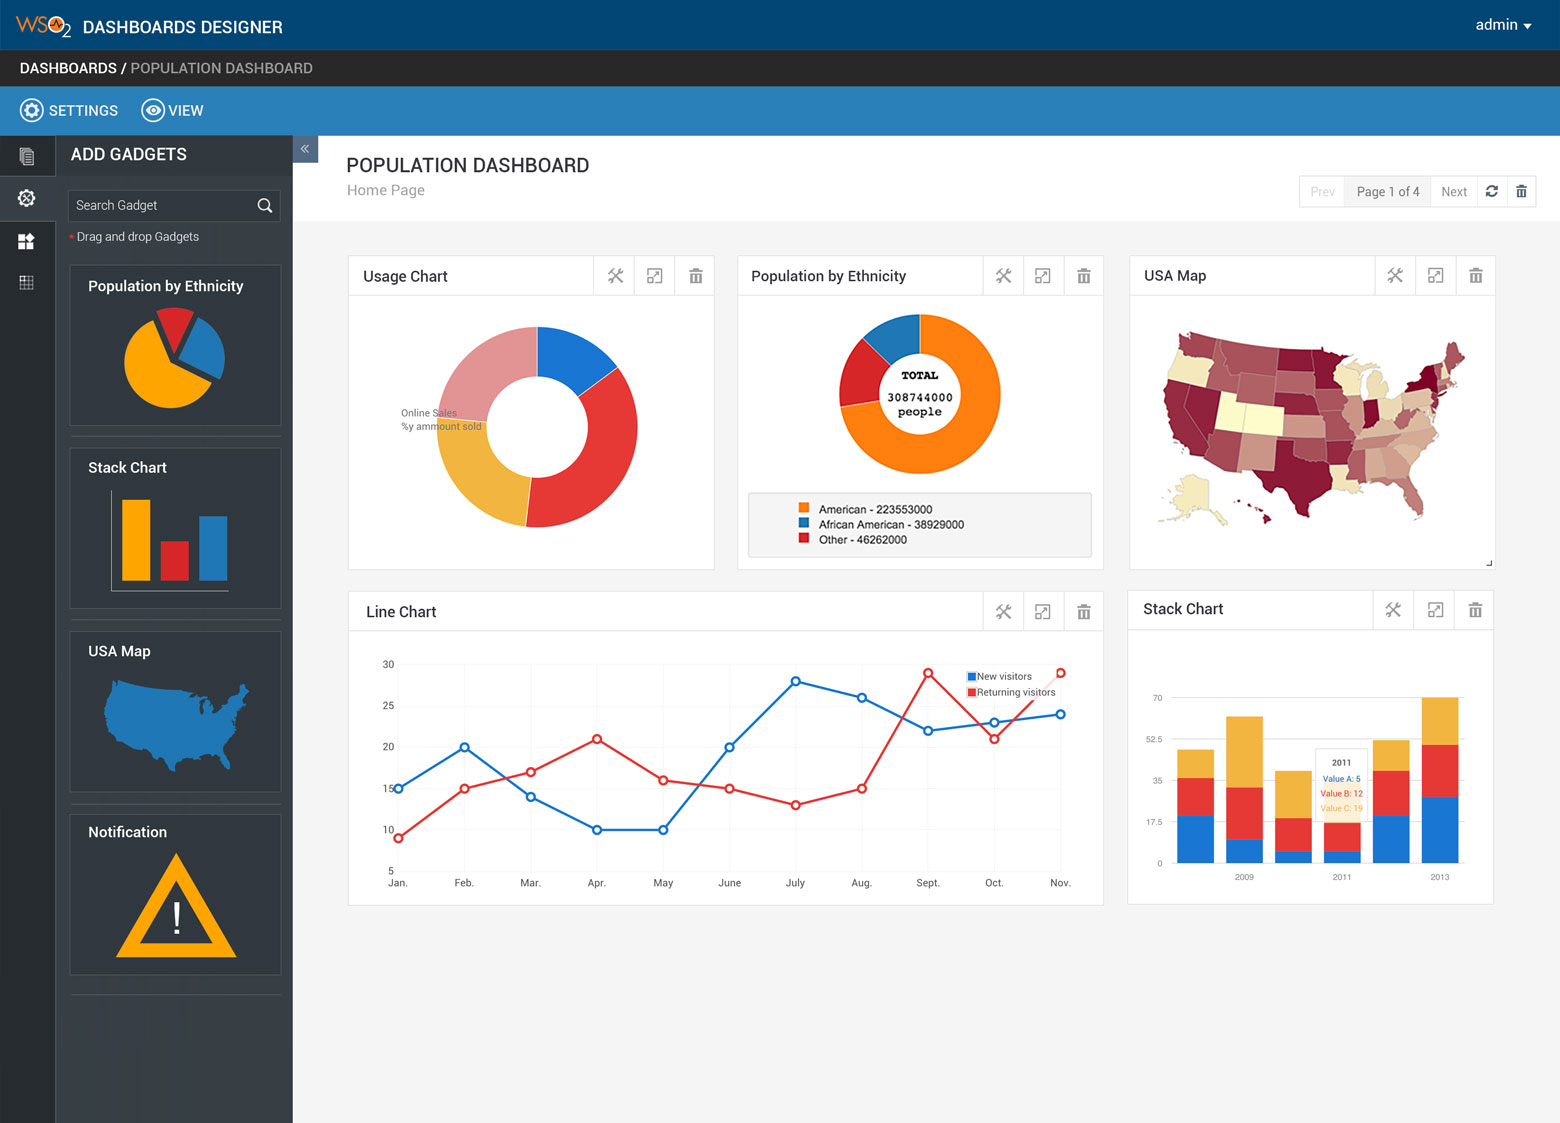 WSO2 DASHBOARDS DESIGNER
admin
DASHBOARDS / POPULATION DASHBOARD
SETTINGS
VIEW
ADD GADGETS
Search Gadget
* Drag and drop Gadgets
Population by Ethnicity
Stack Chart
USA Map
Notification
!
«
POPULATION DASHBOARD
Home Page
Prev
Page 1 of 4
Next
Usage Chart
Online Sales
%y ammount sold
Population by Ethnicity
TOTAL
308744000
people
American - 223553000
African American - 38929000
Other - 46262000
USA Map
Line Chart
30
25
20
15
10
5
New visitors
Returning visitors
Jan.
Feb.
Mar.
Apr.
May
June
July
Aug.
Sept.
Oct.
Nov.
Stack Chart
70
52.5
35
17.5
0
2011
Value A: 5
Value B: 12
Value C: 19
2009
2011
2013